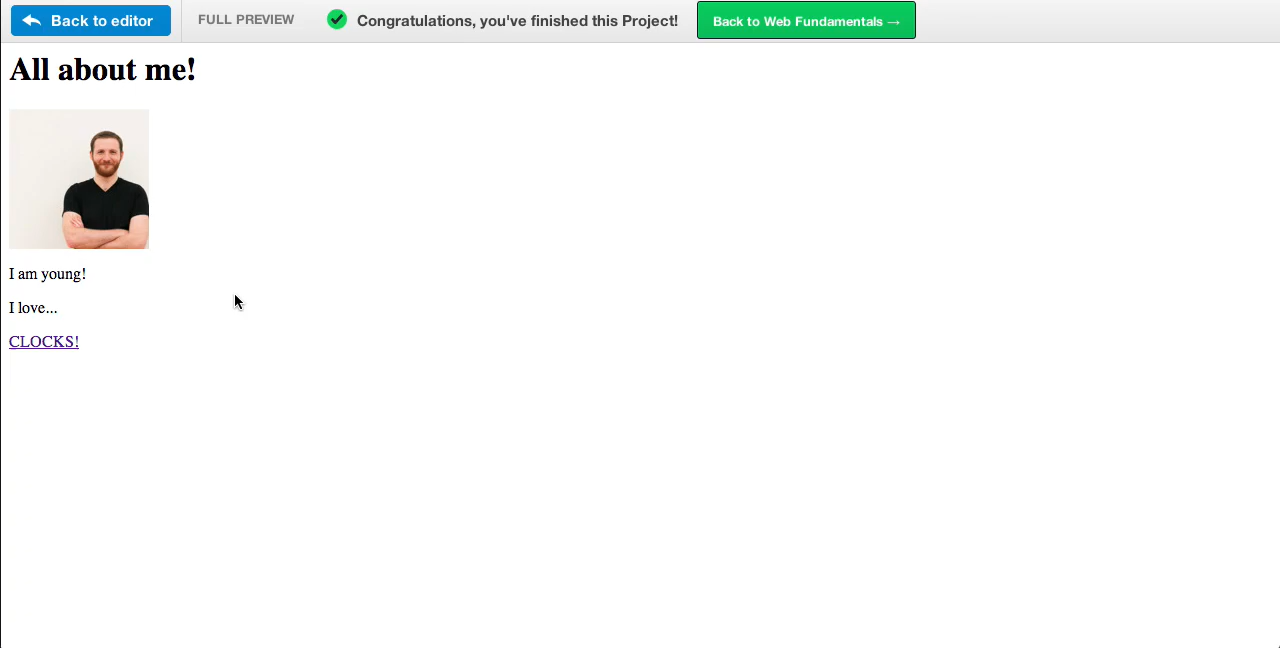 Back to editor FULL PREVIEW Congratulations, you've finished this Project! Back to Web Fundamentals →
All about me!
I am young!
I love...
CLOCKS!